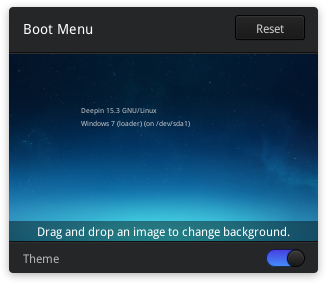 Boot Menu
Reset
Deepin 15.3 GNU/Linux
Windows 7 (loader) (on /dev/sda1)
Drag and drop an image to change background.
Theme